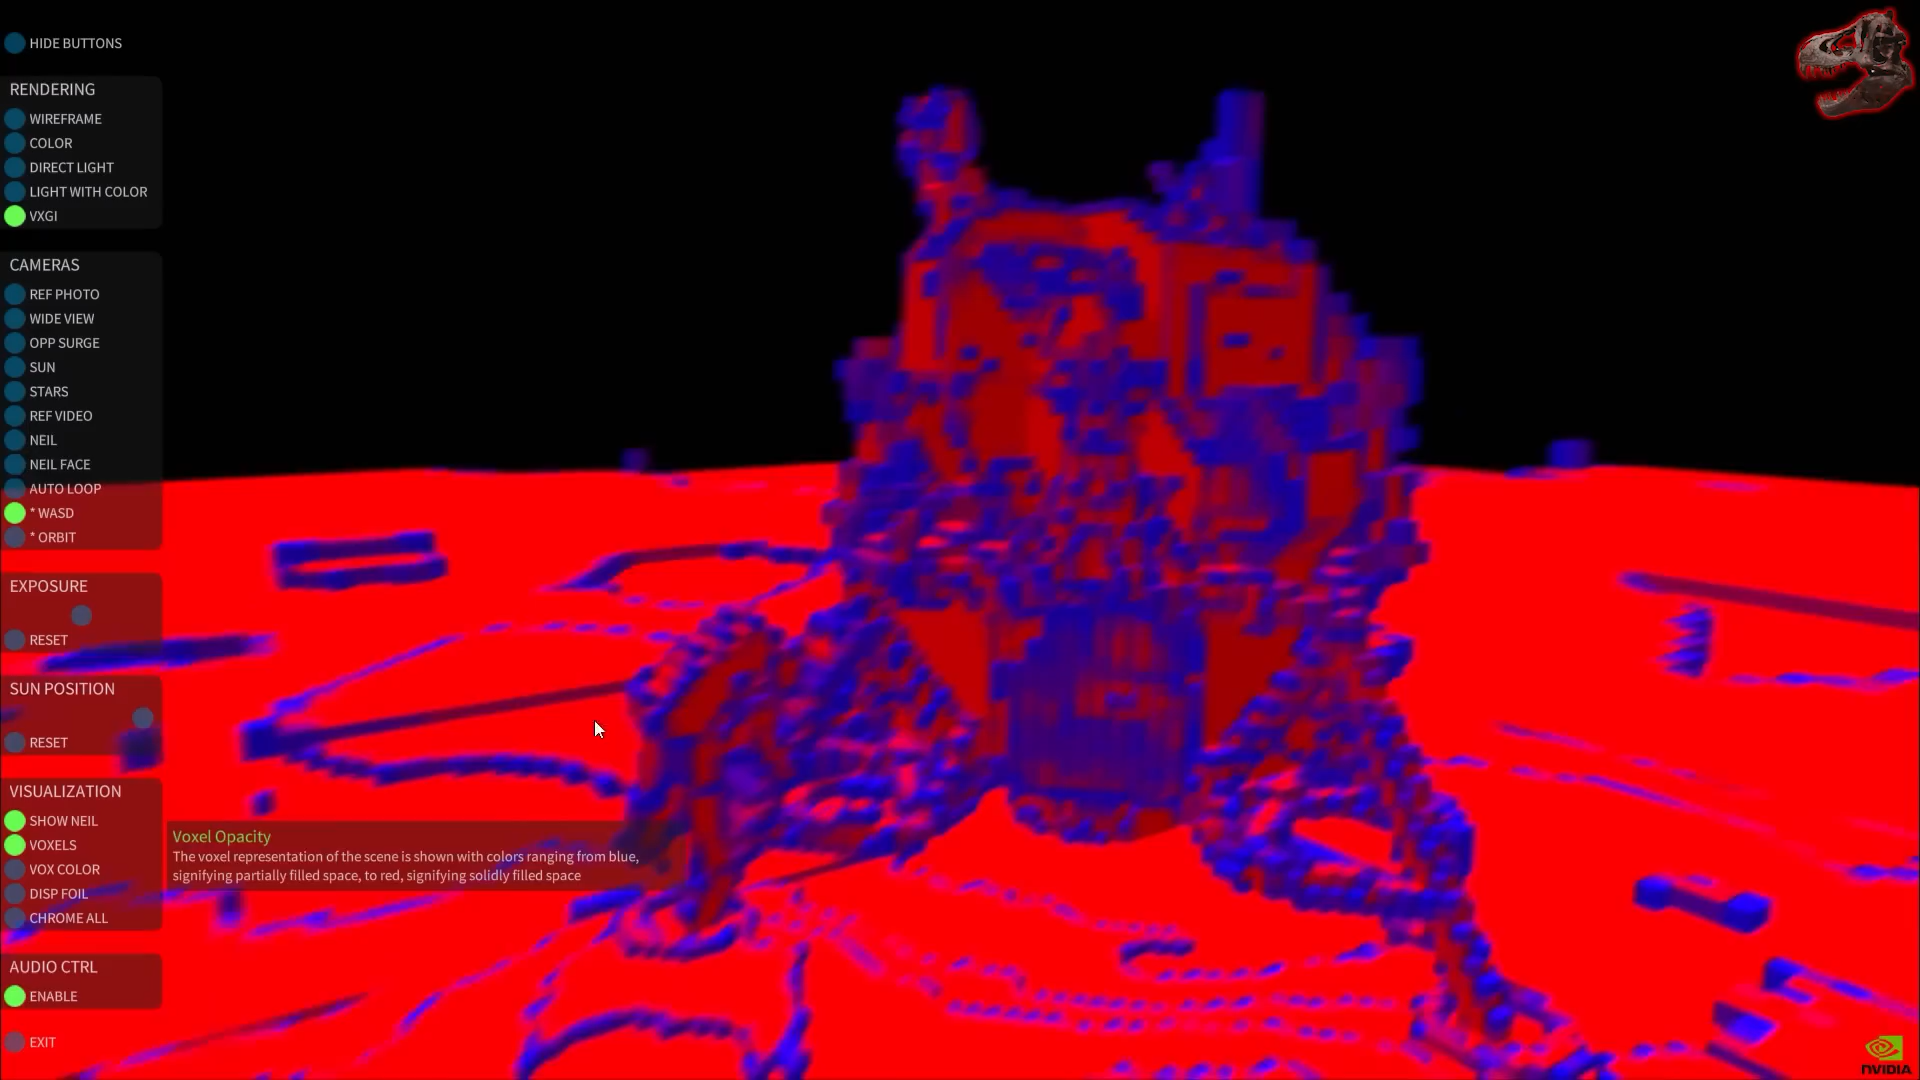 HIDE BUTTONS
RENDERING
WIREFRAME
COLOR
DIRECT LIGHT
LIGHT WITH COLOR
VXGI
CAMERAS
REF PHOTO
WIDE VIEW
OPP SURGE
SUN
STARS
REF VIDEO
NEIL
NEIL FACE
AUTO LOOP
* WASD
* ORBIT
EXPOSURE
RESET
SUN POSITION
RESET
VISUALIZATION
SHOW NEIL
VOXELS
VOX COLOR
DISP FOIL
CHROME ALL
Voxel Opacity
The voxel representation of the scene is shown with colors ranging from blue,
signifying partially filled space, to red, signifying solidly filled space
AUDIO CTRL
ENABLE
EXIT
NVIDIA